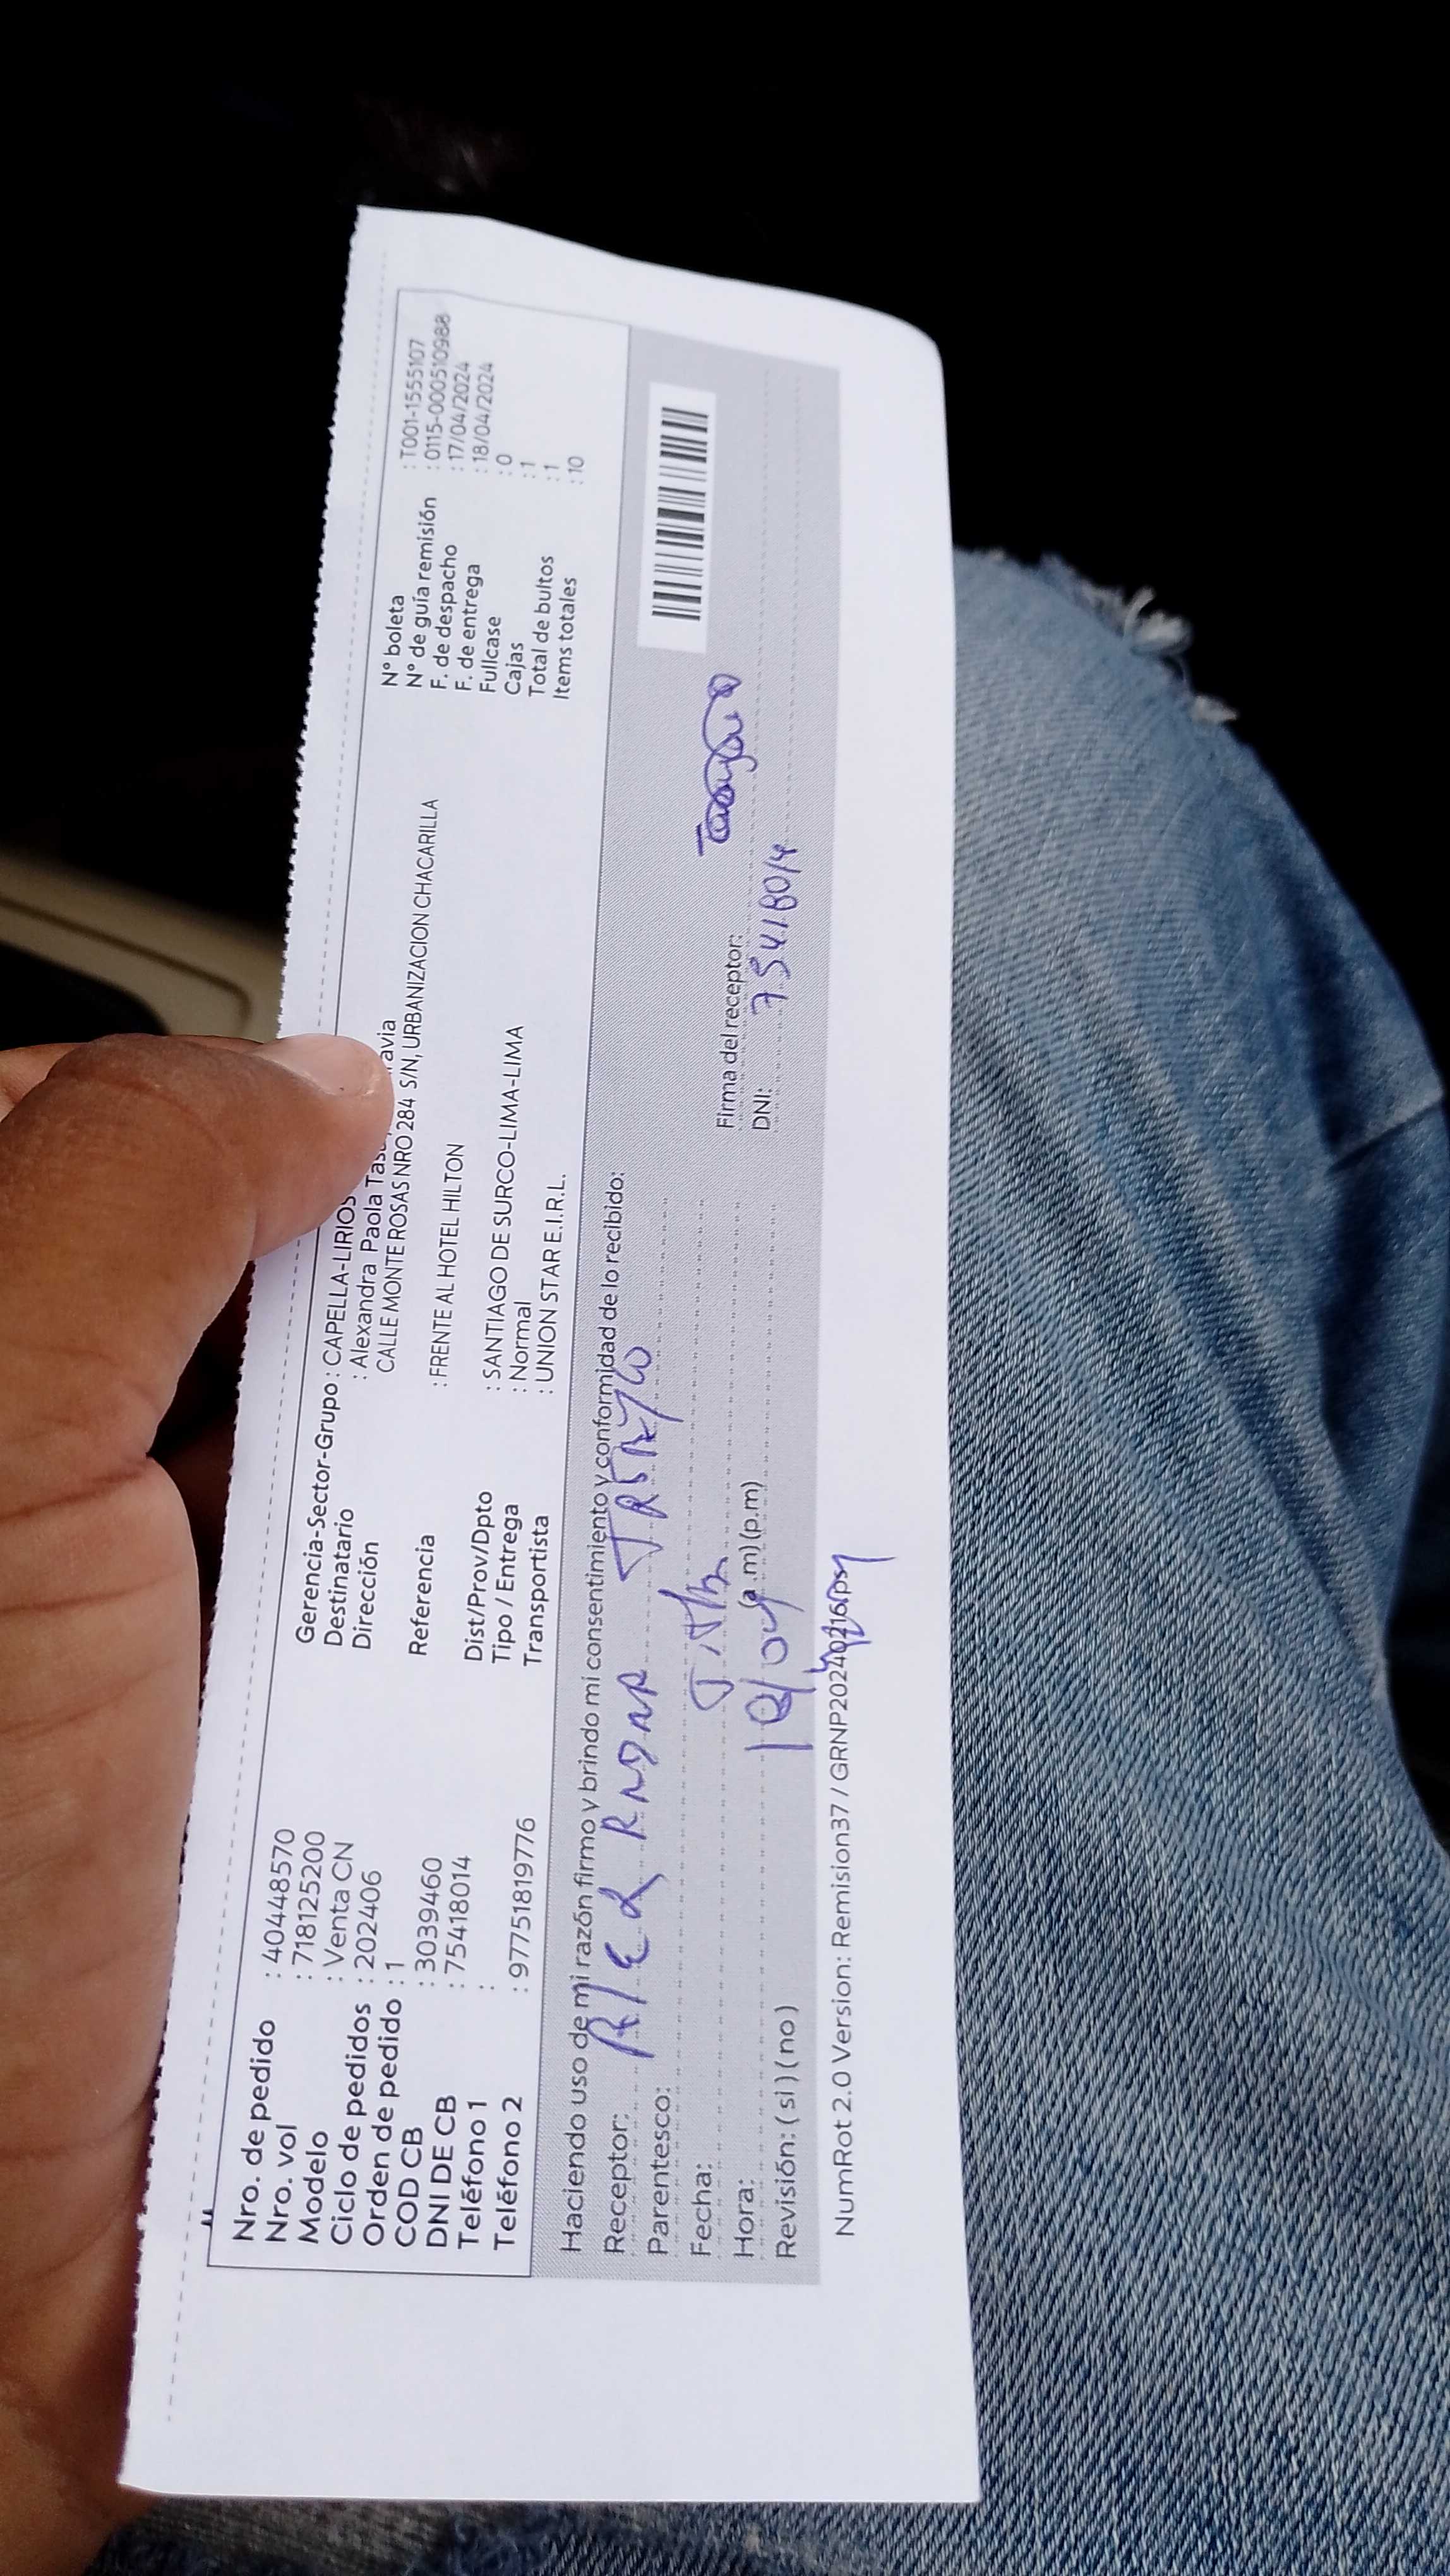 Nro. de pedido : 40448570
Nro. vol : 718125200
Modelo : Venta CN
Ciclo de pedidos : 202406
Orden de pedido : 1
COD CB : 3039460
DNI DE CB : 75418014
Teléfono 1 :
Teléfono 2 : 97751819776
Gerencia-Sector-Grupo : CAPELLA-LIRIOS
Destinatario : Alexandra Paola
Dirección : CALLE MONTE ROSAS NRO 284 S/N, URBANIZACION CHACARILLA
Referencia : FRENTE AL HOTEL HILTON
Dist/Prov/Dpto : SANTIAGO DE SURCO-LIMA-LIMA
Tipo / Entrega : Normal
Transportista : UNION STAR E.I.R.L.
N° boleta : T001-1555107
N° de guía remisión : 0115-000510988
F. de despacho : 17/04/2024
F. de entrega : 18/04/2024
Fullcase : 0
Cajas : 1
Total de bultos : 1
Items totales : 10
Haciendo uso de mi razón firmo y brindo mi consentimiento y conformidad de lo recibido:
Receptor:
Parentesco:
Fecha:
Hora: (a.m)(p.m)
Revisión: ( si ) ( no )
Firma del receptor:
DNI: 75418014
NumRot 2.0 Version: Remision37 / GRNP20240216